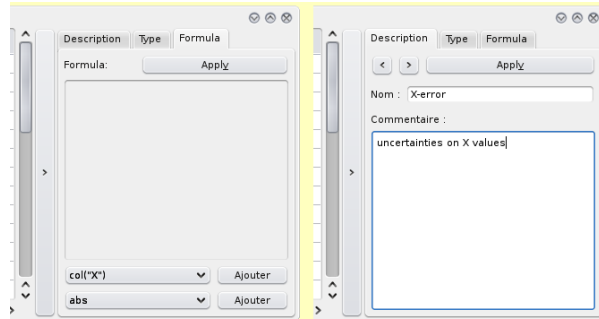 Description Type Formula
Formula: Apply
col("X") Ajouter
abs Ajouter
Description Type Formula
< > Apply
Nom : X-error
Commentaire :
uncertainties on X values